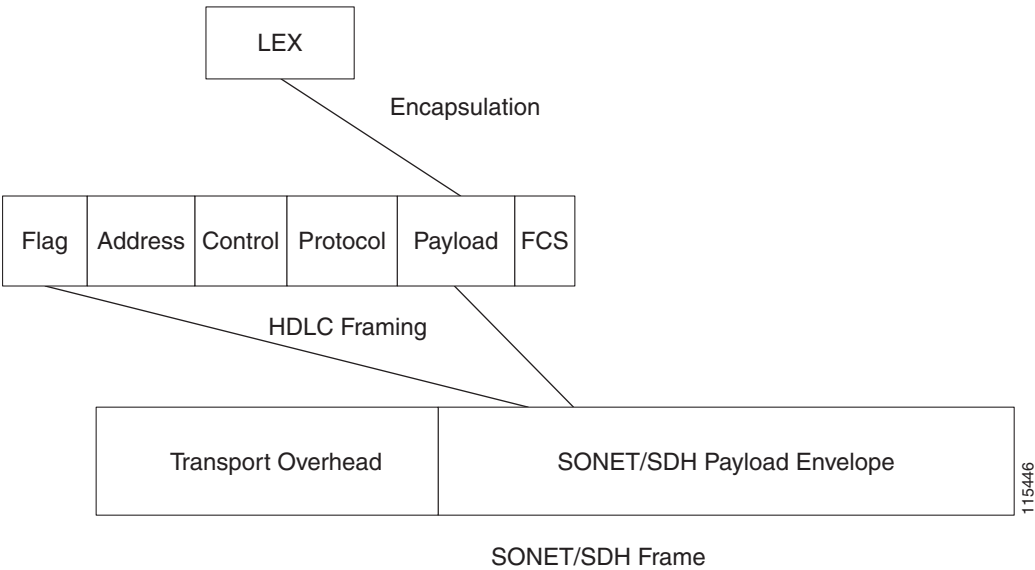 LEX
Encapsulation
Flag Address Control Protocol Payload FCS
HDLC Framing
Transport Overhead SONET/SDH Payload Envelope
115446
SONET/SDH Frame